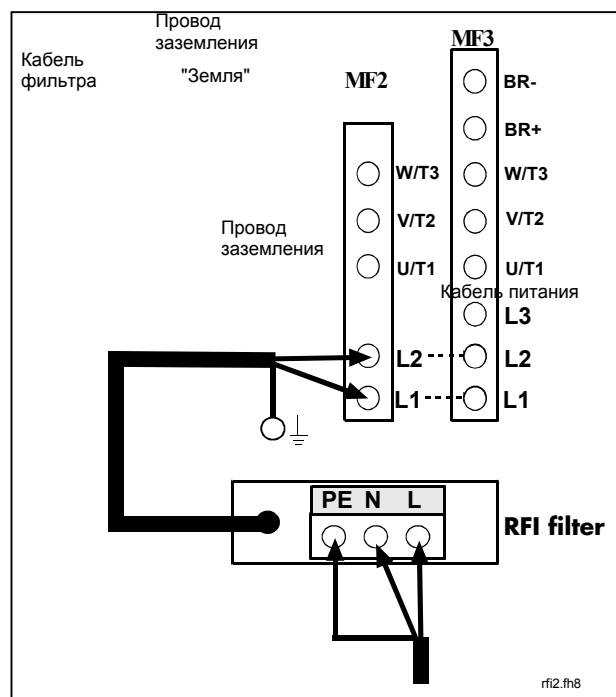 Провод
заземления
"Земля"
Кабель
фильтра
MF2
MF3
BR-
BR+
W/T3
W/T3
V/T2
V/T2
Провод
заземления
U/T1
U/T1
Кабель питания
L3
L2
L2
L1
L1
PE N L
RFI filter
rfi2.fh8